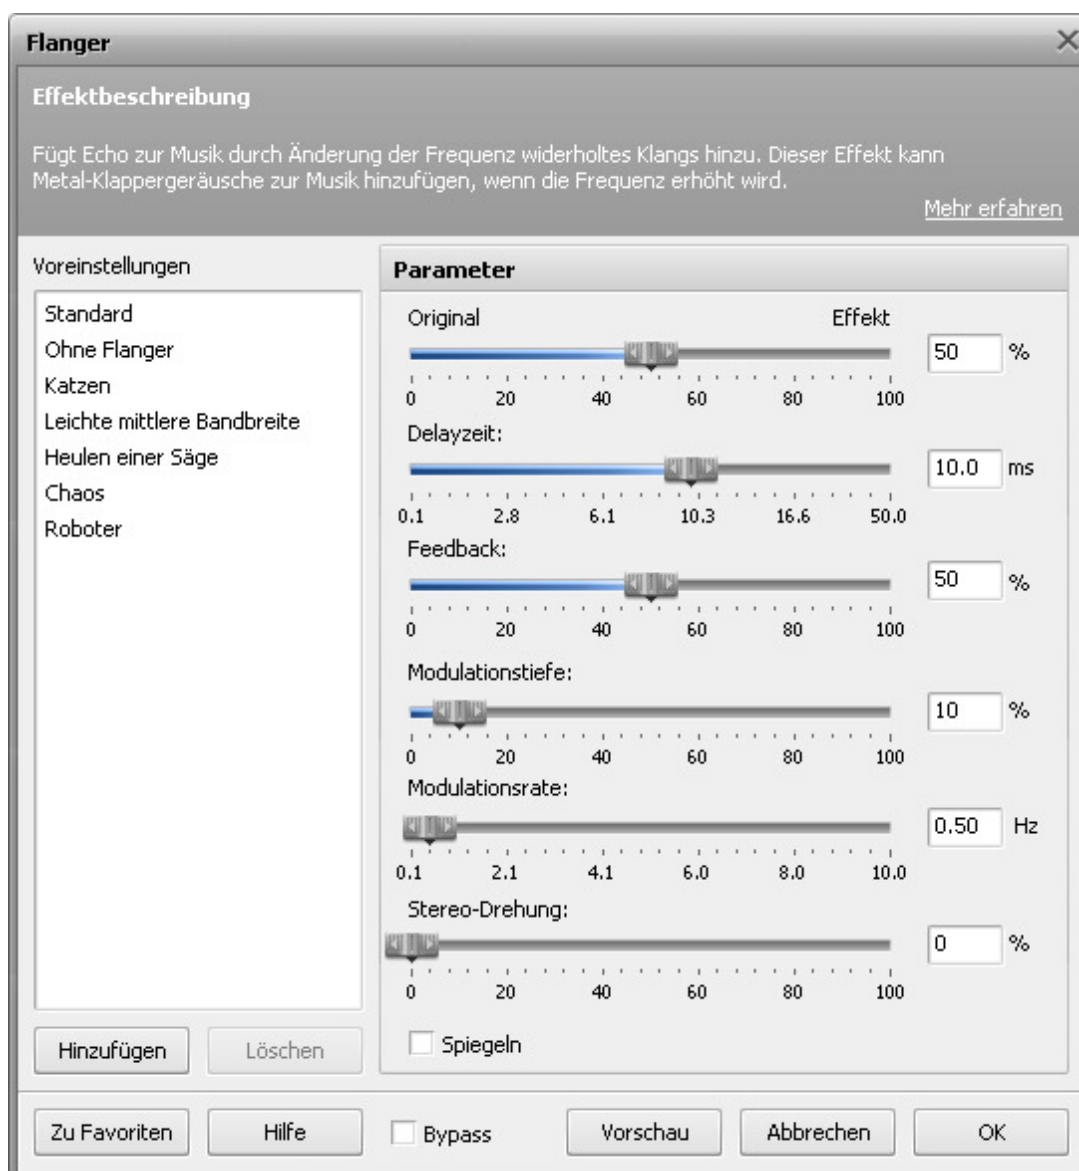 Flanger
Effektbeschreibung
Fügt Echo zur Musik durch Änderung der Frequenz widerholtes Klangs hinzu. Dieser Effekt kann
Metal-Klappergeräusche zur Musik hinzufügen, wenn die Frequenz erhöht wird.
Mehr erfahren
Voreinstellungen
Standard
Ohne Flanger
Katzen
Leichte mittlere Bandbreite
Heulen einer Säge
Chaos
Roboter
Hinzufügen Löschen
Parameter
Original Effekt
50 %
0 20 40 60 80 100
Delayzeit:
10.0 ms
0.1 2.8 6.1 10.3 16.6 50.0
Feedback:
50 %
0 20 40 60 80 100
Modulationstiefe:
10 %
0 20 40 60 80 100
Modulationsrate:
0.50 Hz
0.1 2.1 4.1 6.0 8.0 10.0
Stereo-Drehung:
0 %
0 20 40 60 80 100
Spiegeln
Zu Favoriten Hilfe Bypass Vorschau Abbrechen OK